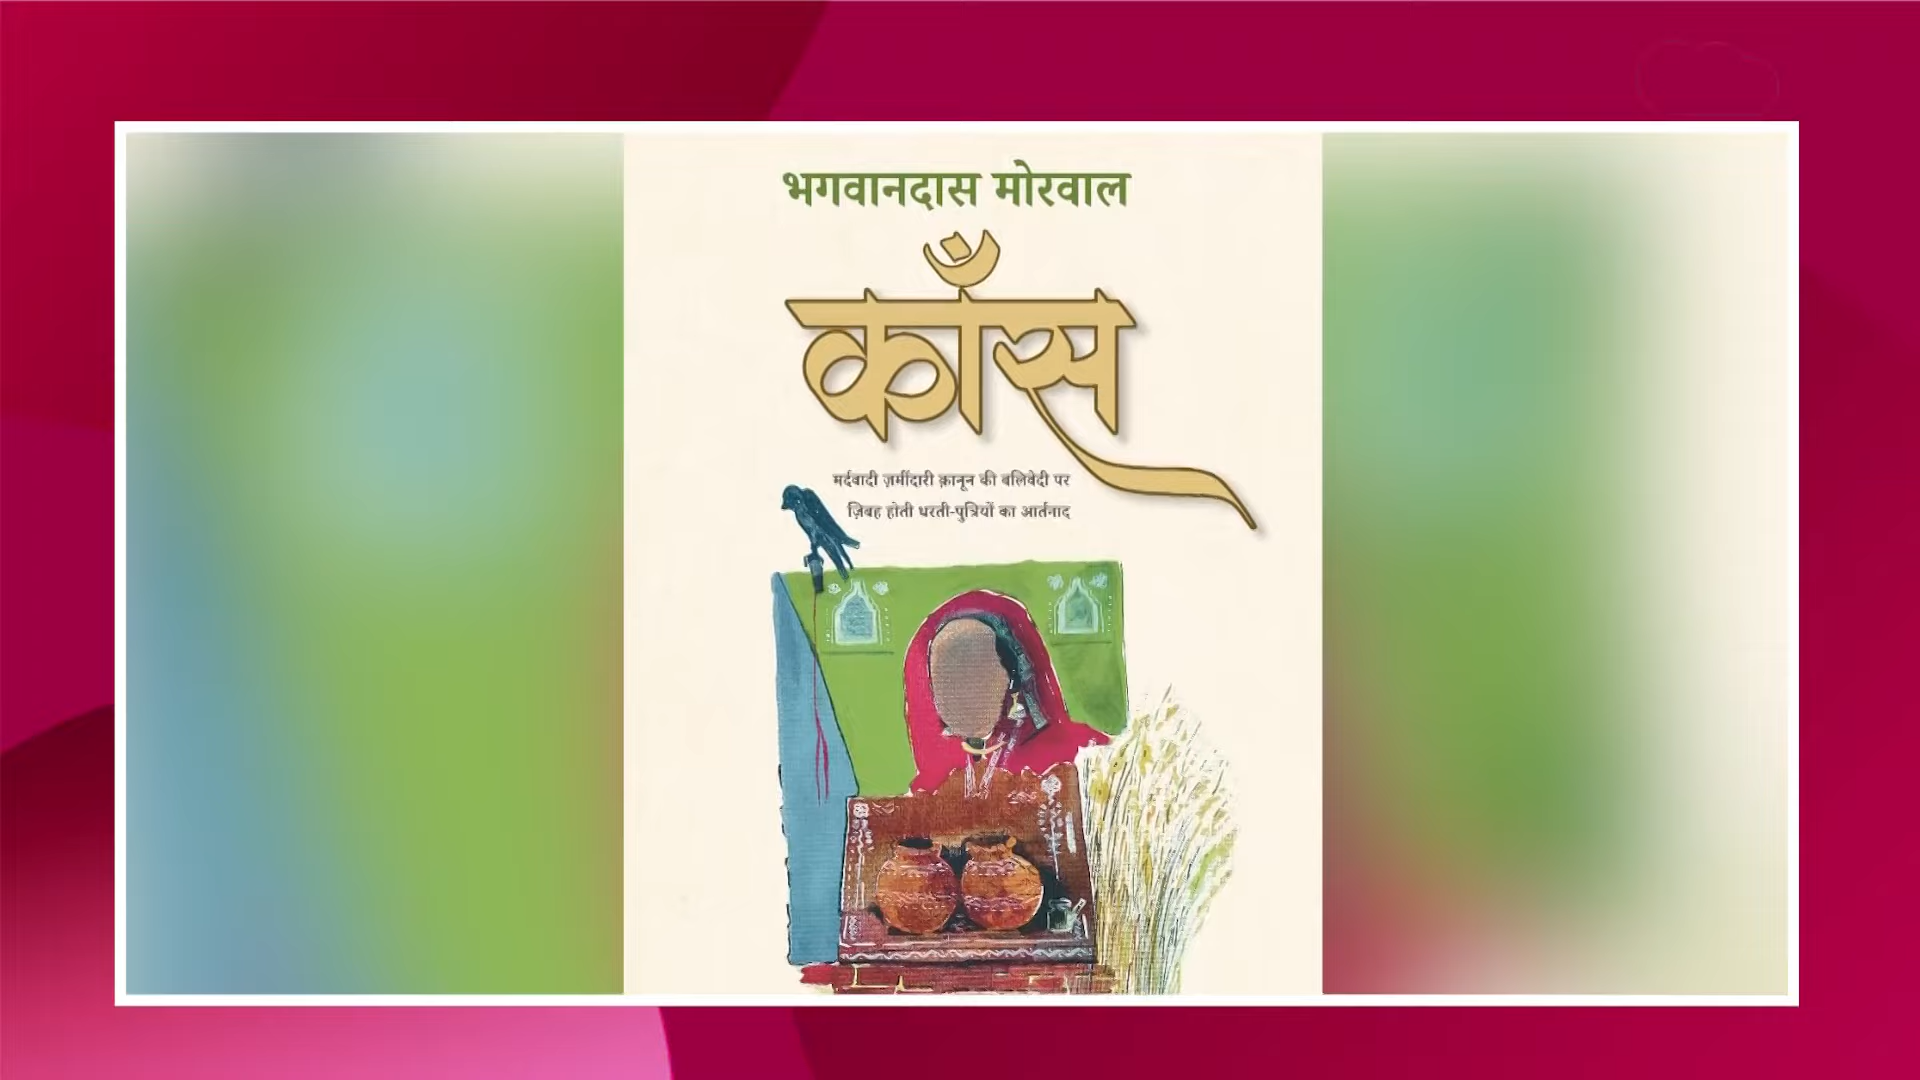 भगवानदास मोरवाल
काँस
मर्दवादी ज़मींदारी क़ानून की बलिवेदी पर
ज़िबह होती धरती-पुत्रियों का आर्तनाद